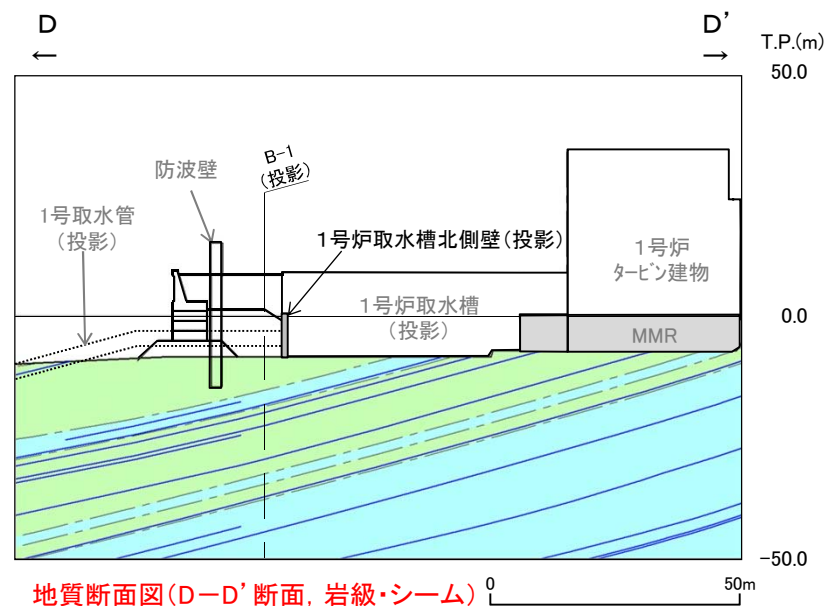 D
D’
←
→
T.P.(m)
50.0
B-1
(投影)
防波壁
1号取水管
(投影)
1号炉取水槽北側壁(投影)
1号炉
タービン建物
1号炉取水槽
(投影)
0.0
MMR
-50.0
地質断面図(D-D’断面, 岩級・シーム)
0
50m